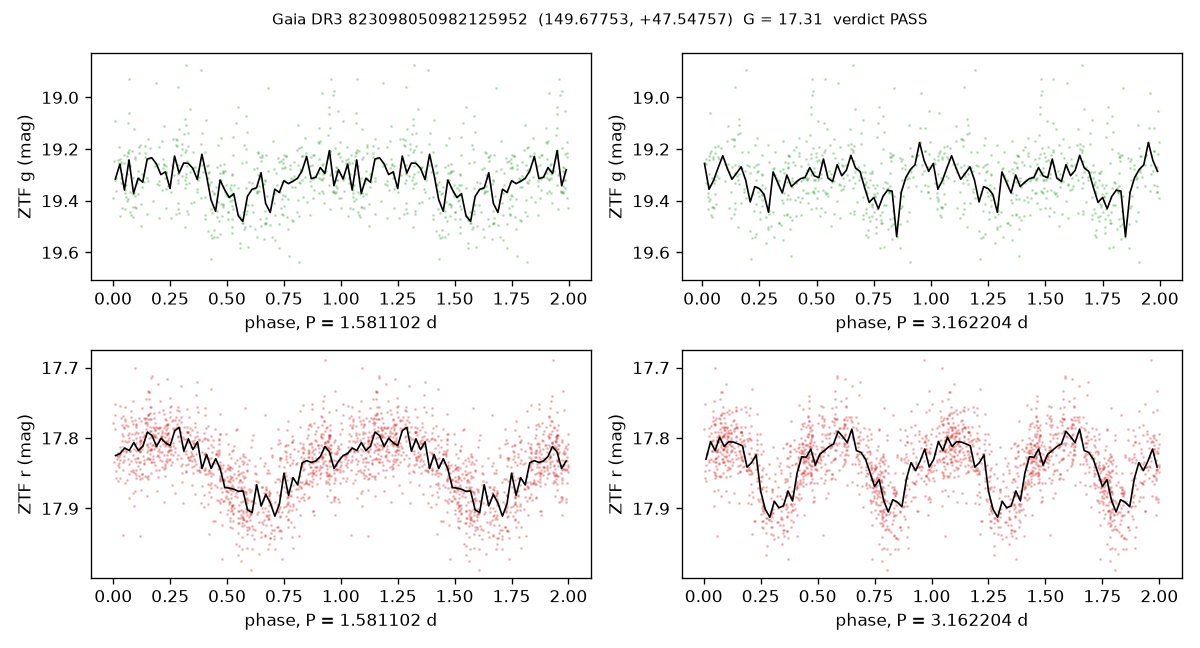 Gaia DR3 823098050982125952 (149.67753, +47.54757) G = 17.31 verdict PASS
ZTF g (mag)
19.0
19.2
19.4
19.6
0.00 0.25 0.50 0.75 1.00 1.25 1.50 1.75 2.00
phase, P = 1.581102 d
ZTF g (mag)
19.0
19.2
19.4
19.6
0.00 0.25 0.50 0.75 1.00 1.25 1.50 1.75 2.00
phase, P = 3.162204 d
ZTF r (mag)
17.7
17.8
17.9
0.00 0.25 0.50 0.75 1.00 1.25 1.50 1.75 2.00
phase, P = 1.581102 d
ZTF r (mag)
17.7
17.8
17.9
0.00 0.25 0.50 0.75 1.00 1.25 1.50 1.75 2.00
phase, P = 3.162204 d